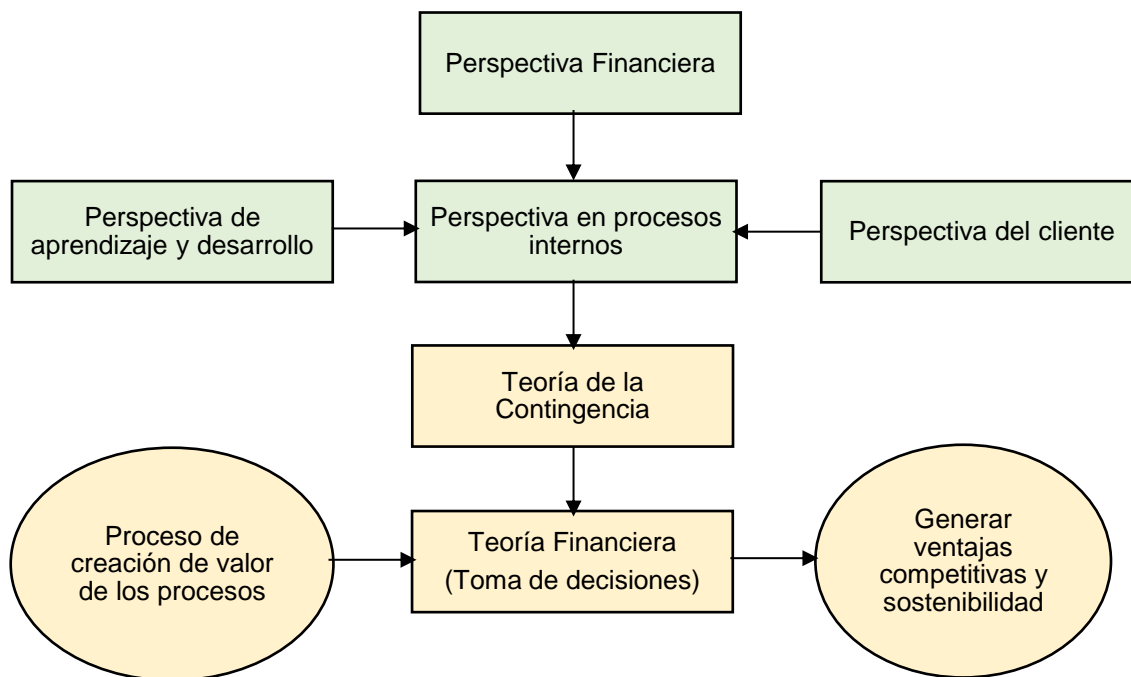 Perspectiva Financiera
Perspectiva de
aprendizaje y desarrollo
Perspectiva en procesos
internos
Perspectiva del cliente
Teoría de la
Contingencia
Proceso de
creación de valor
de los procesos
Teoría Financiera
(Toma de decisiones)
Generar
ventajas
competitivas y
sostenibilidad